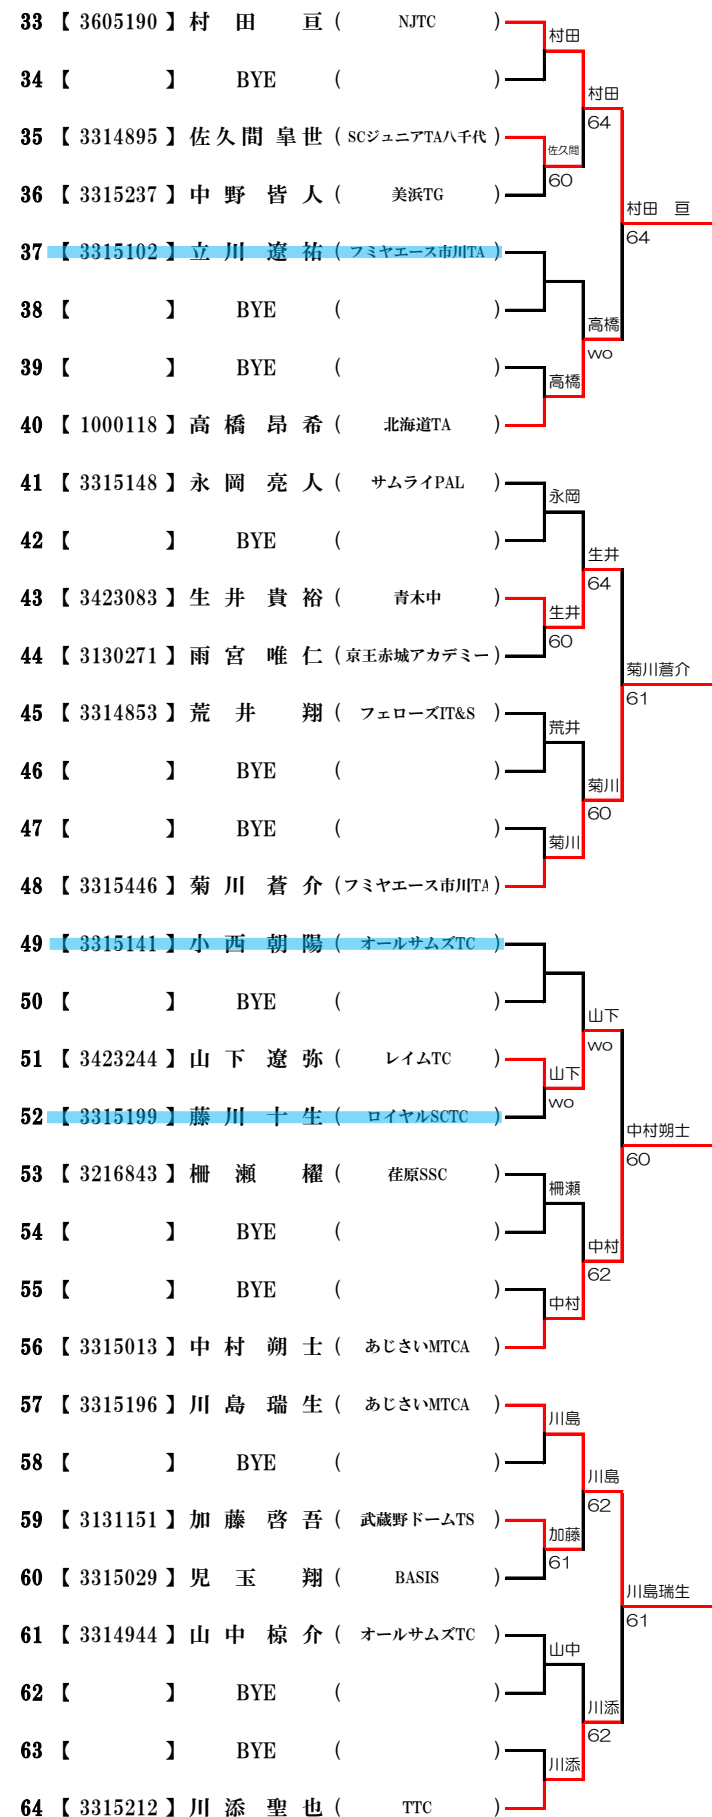 33 【 3605190 】 村 田 亘 ( NJTC )
村田
34 【 】 BYE ( )
村田
64
35 【 3314895 】 佐久間 皐世 ( SCジュニアTA八千代 )
佐久間
60
36 【 3315237 】 中 野 皆 人 ( 美浜TG )
村田 亘
64
37 【 3315102 】 立 川 遼 祐 ( フミヤエース市川TA )
38 【 】 BYE ( )
高橋
wo
39 【 】 BYE ( )
高橋
40 【 1000118 】 高 橋 昂 希 ( 北海道TA )
41 【 3315148 】 永 岡 亮 人 ( サムライPAL )
永岡
42 【 】 BYE ( )
生井
64
43 【 3423083 】 生 井 貴 裕 ( 青木中 )
生井
60
44 【 3130271 】 雨 宮 唯 仁 ( 京王赤城アカデミー )
菊川蒼介
61
45 【 3314853 】 荒 井 翔 ( フェローズIT&S )
荒井
46 【 】 BYE ( )
菊川
60
47 【 】 BYE ( )
菊川
48 【 3315446 】 菊 川 蒼 介 ( フミヤエース市川TA )
49 【 3315141 】 小 西 朝 陽 ( オールサムズTC )
50 【 】 BYE ( )
山下
wo
51 【 3423244 】 山 下 遼 弥 ( レイムTC )
山下
wo
52 【 3315199 】 藤 川 十 生 ( ロイヤルSCTC )
中村朔士
60
53 【 3216843 】 柵 瀬 櫂 ( 荏原SSC )
柵瀬
54 【 】 BYE ( )
中村
62
55 【 】 BYE ( )
中村
56 【 3315013 】 中 村 朔 士 ( あじさいMTCA )
57 【 3315196 】 川 島 瑞 生 ( あじさいMTCA )
川島
58 【 】 BYE ( )
川島
62
59 【 3131151 】 加 藤 啓 吾 ( 武蔵野ドームTS )
加藤
61
60 【 3315029 】 児 玉 翔 ( BASIS )
川島瑞生
61
61 【 3314944 】 山 中 椋 介 ( オールサムズTC )
山中
62 【 】 BYE ( )
川添
62
63 【 】 BYE ( )
川添
64 【 3315212 】 川 添 聖 也 ( TTC )